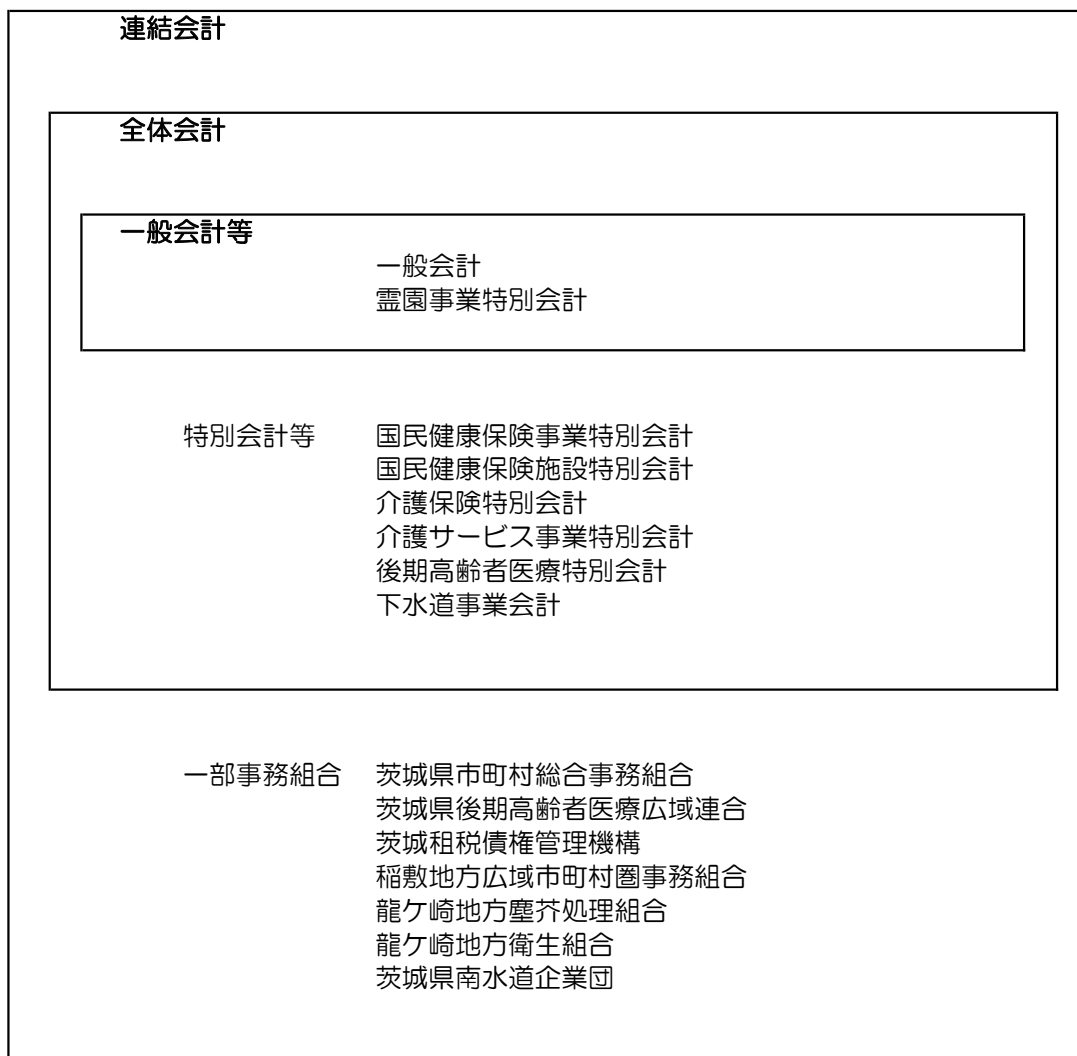 連結会計
全体会計
一般会計等
一般会計
霊園事業特別会計
特別会計等 国民健康保険事業特別会計
国民健康保険施設特別会計
介護保険特別会計
介護サービス事業特別会計
後期高齢者医療特別会計
下水道事業会計
一部事務組合 茨城県市町村総合事務組合
茨城県後期高齢者医療広域連合
茨城租税債権管理機構
稲敷地方広域市町村圏事務組合
龍ケ崎地方塵芥処理組合
龍ケ崎地方衛生組合
茨城県南水道企業団